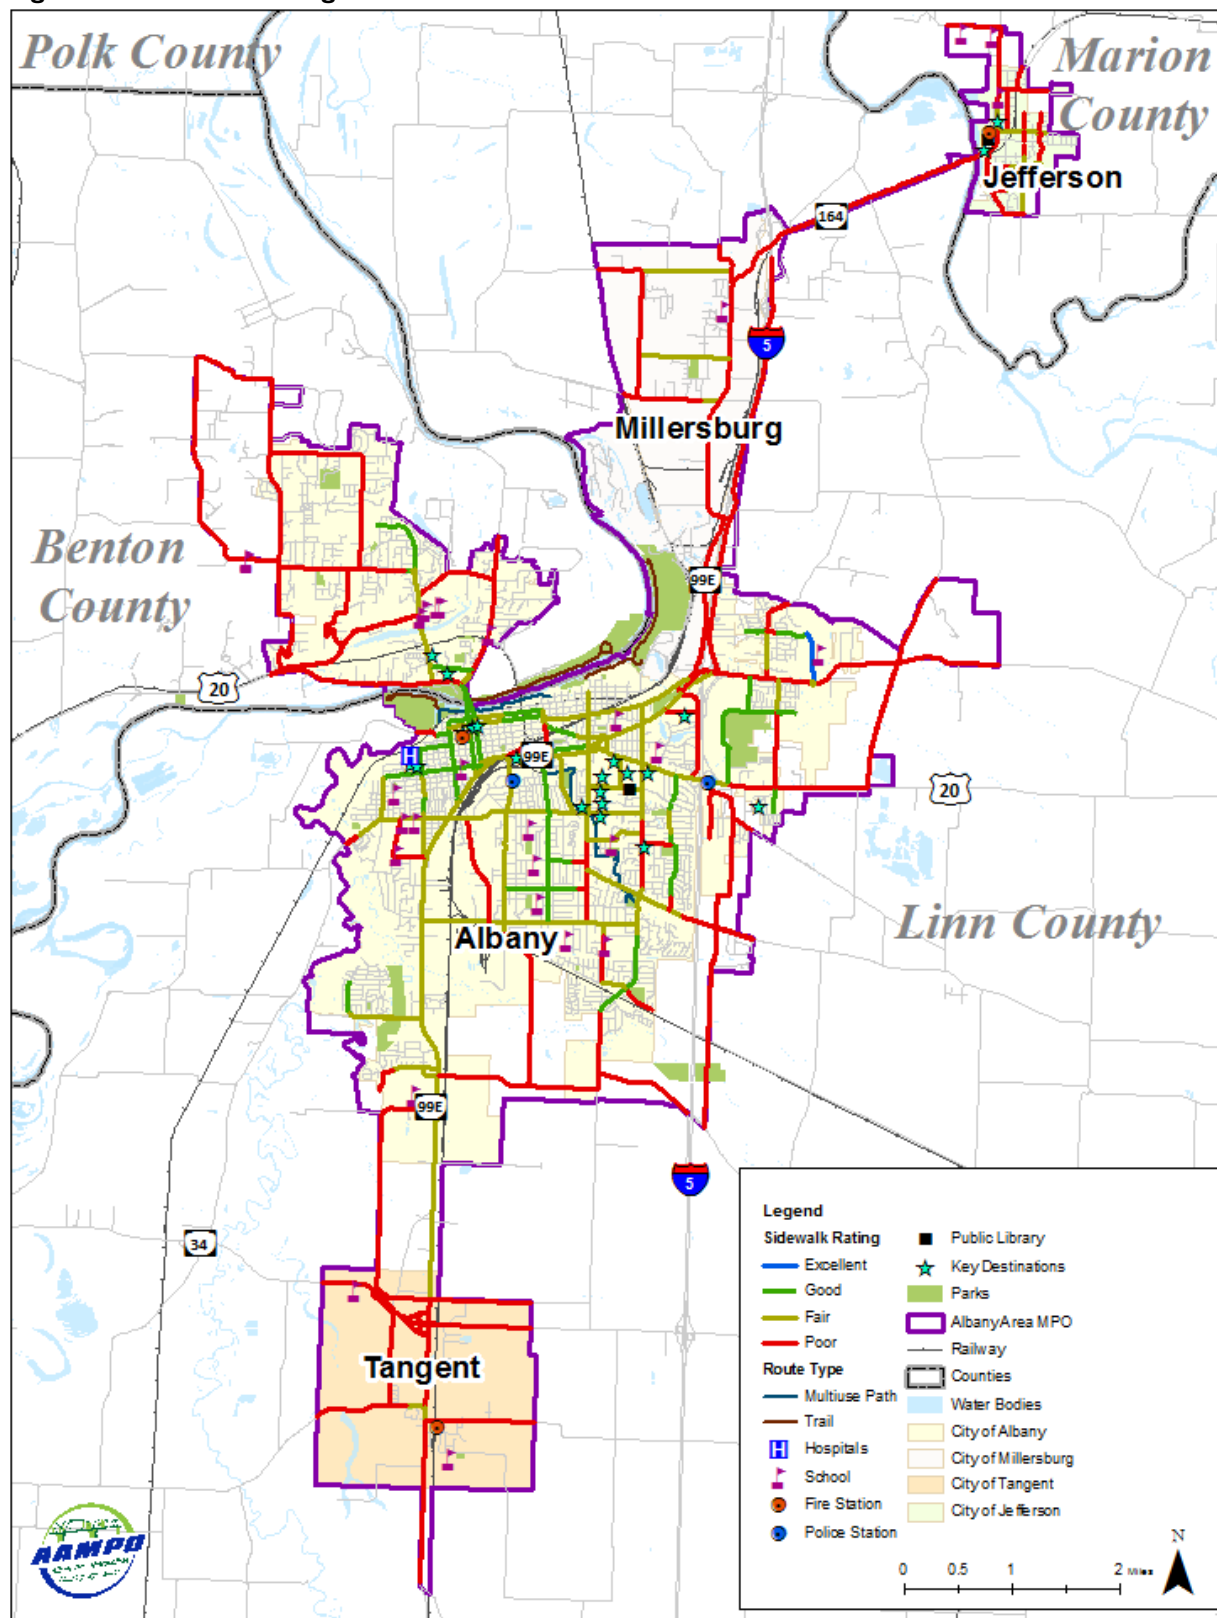 Polk County
Marion
County
Jefferson
164
5
Millersburg
Benton
County
99E
20
H
99E
20
Linn County
Albany
99E
5
34
Tangent
Legend
Sidewalk Rating
Excellent
Good
Fair
Poor
Route Type
Multiuse Path
Trail
H Hospitals
School
Fire Station
Police Station
Public Library
Key Destinations
Parks
AlbanyArea MPO
Railway
Counties
Water Bodies
City of Albany
City of Millersburg
City of Tangent
City of Jefferson
N
0 0.5 1 2 Miles
AAMPO